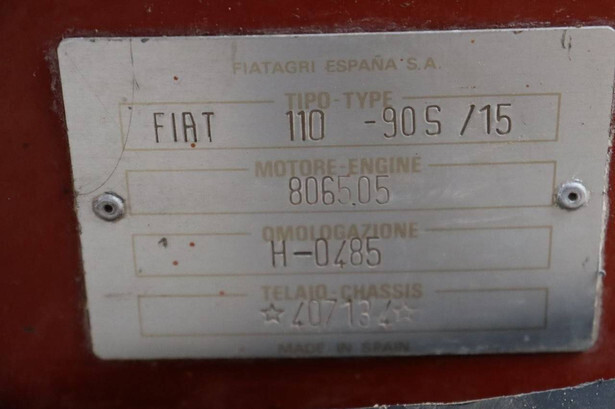 FIATAGRI ESPAÑA S.A.
TIPO-TYPE
FIAT 110 -90S /15
MOTORE-ENGINE
8065.05
OMOLOGAZIONE
H-0485
TELAIO-CHASSIS
☆407134☆
MADE IN SPAIN